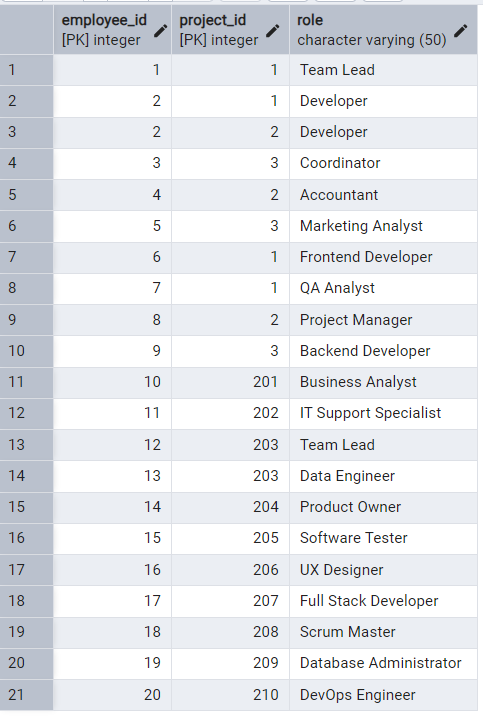 employee_id project_id role
[PK] integer [PK] integer character varying (50)
1 1 1 Team Lead
2 2 1 Developer
3 2 2 Developer
4 3 3 Coordinator
5 4 2 Accountant
6 5 3 Marketing Analyst
7 6 1 Frontend Developer
8 7 1 QA Analyst
9 8 2 Project Manager
10 9 3 Backend Developer
11 10 201 Business Analyst
12 11 202 IT Support Specialist
13 12 203 Team Lead
14 13 203 Data Engineer
15 14 204 Product Owner
16 15 205 Software Tester
17 16 206 UX Designer
18 17 207 Full Stack Developer
19 18 208 Scrum Master
20 19 209 Database Administrator
21 20 210 DevOps Engineer